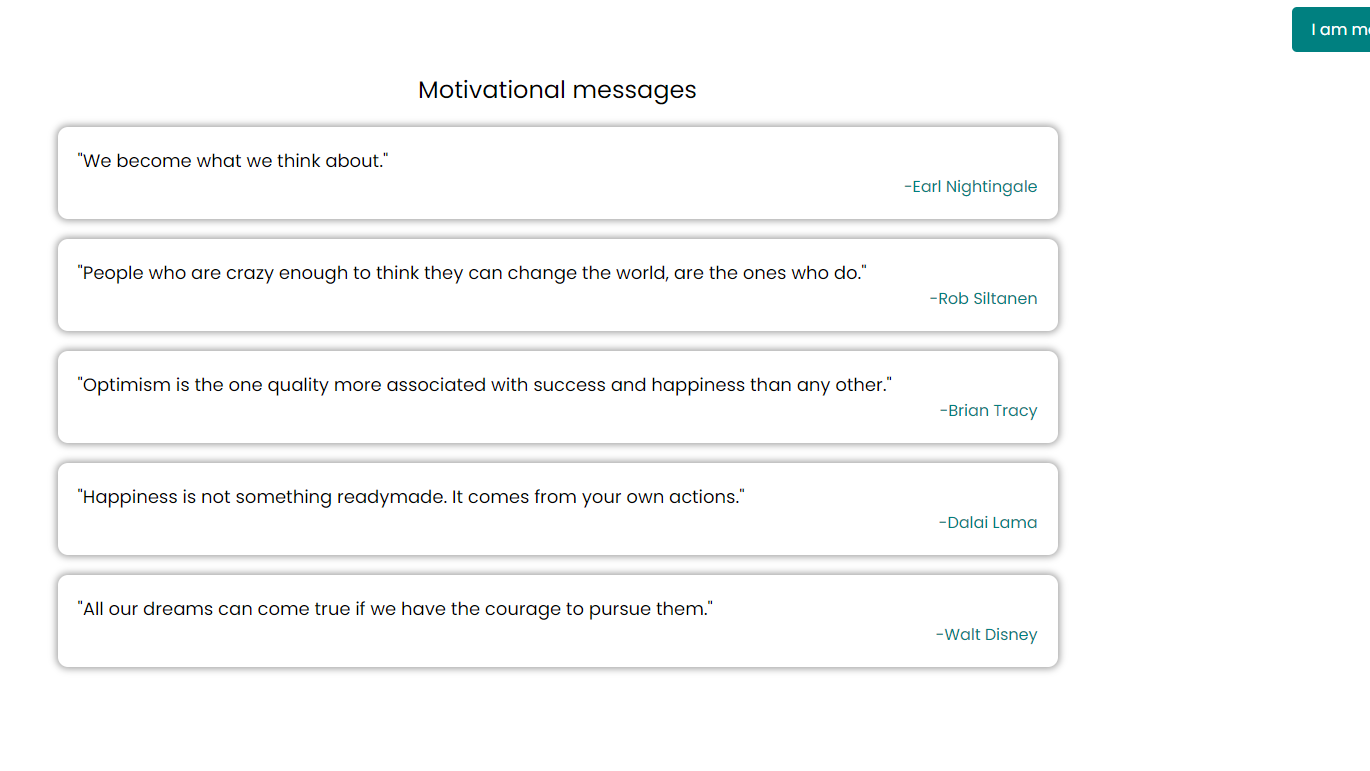 I am
Motivational messages
"We become what we think about."
-Earl Nightingale
"People who are crazy enough to think they can change the world, are the ones who do."
-Rob Siltanen
"Optimism is the one quality more associated with success and happiness than any other."
-Brian Tracy
"Happiness is not something readymade. It comes from your own actions."
-Dalai Lama
"All our dreams can come true if we have the courage to pursue them."
-Walt Disney